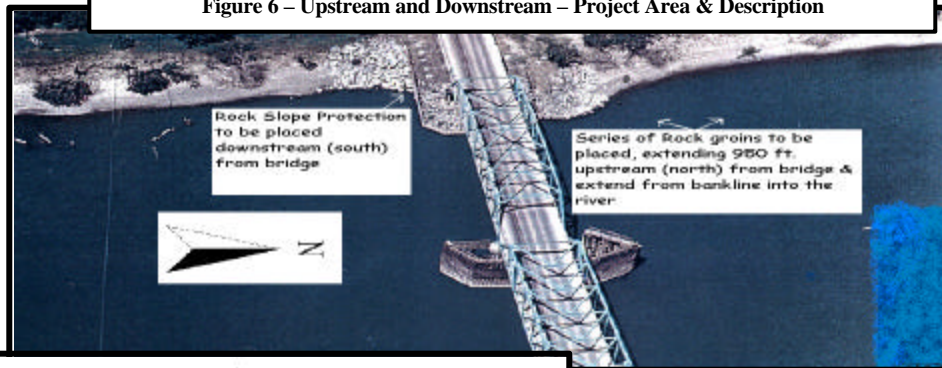 Figure 6 – Upstream and Downstream – Project Area & Description
Rock Slope Protection
to be placed
downstream (south)
from bridge
Series of Rock groins to be
placed, extending 950 ft.
upstream (north) from bridge &
extend from bankline into the
river
N